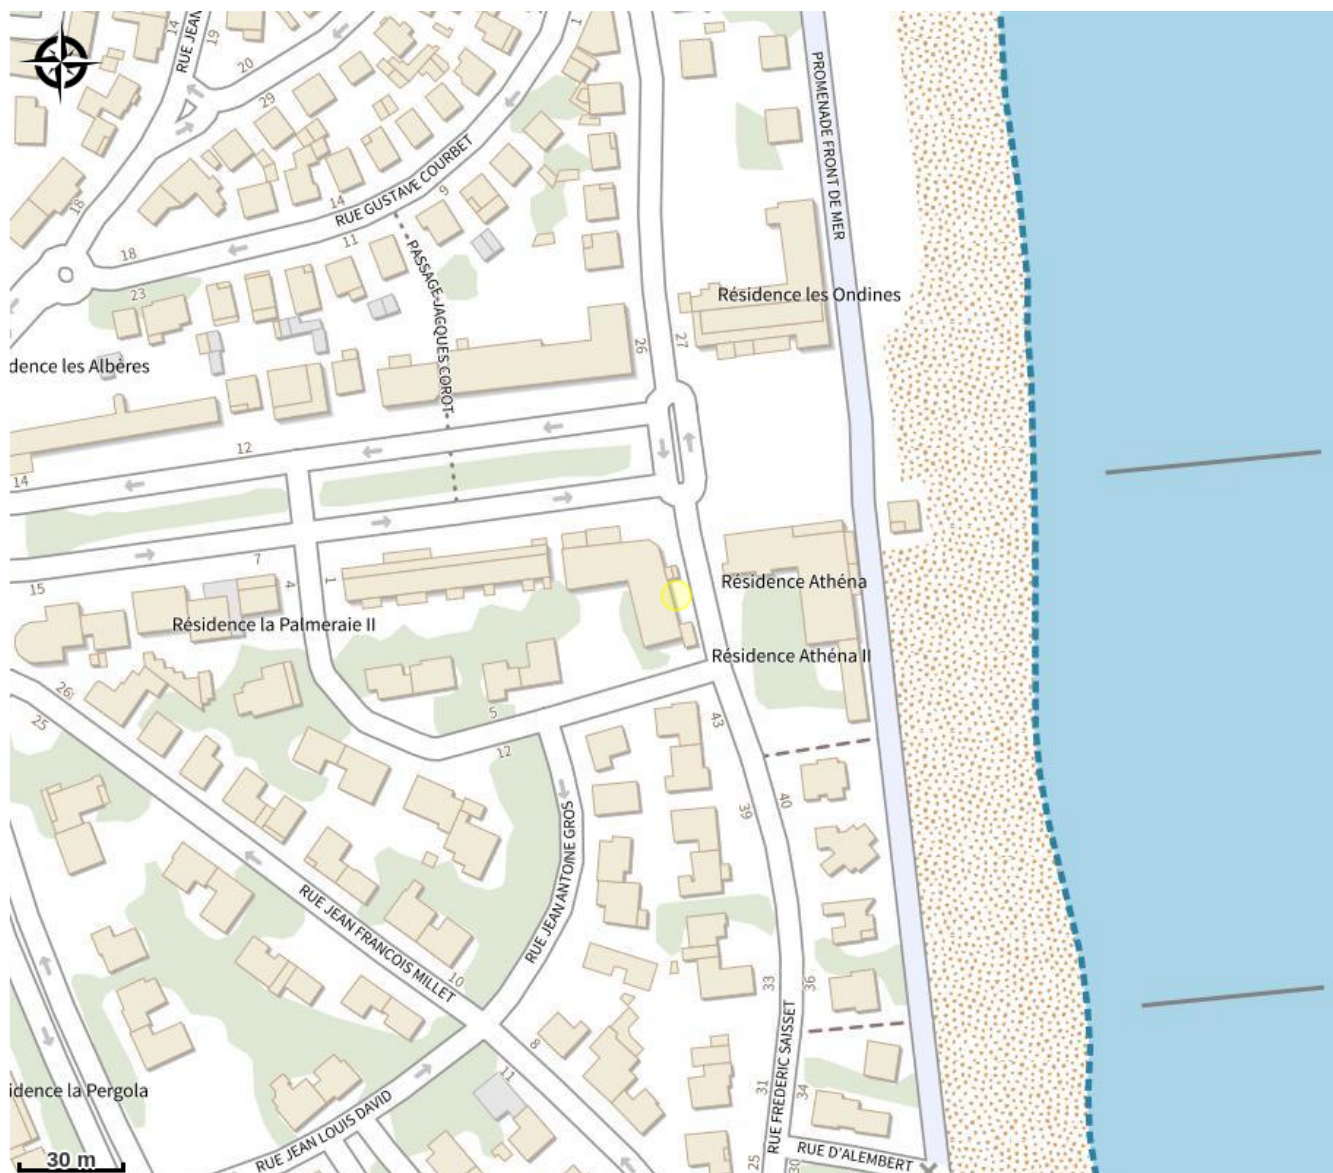 14
RUE JEAN
19
20
29
1
PROMENADE FRONT DE MER
18
14
RUE GUSTAVE COURBET
9
11
18
23
PASSAGE JACQUES COROT
Résidence les Ondines
26
27
dence les Albères
12
14
7
15
4
1
Résidence Athéna
Résidence la Palmeraie II
Résidence Athéna II
26
25
5
12
43
39
40
RUE JEAN ANTOINE GROS
RUE JEAN FRANCOIS MILLET
10
33
36
8
11
RUE FREDERIC SAISSET
31
34
idence la Pergola
RUE JEAN LOUIS DAVID
RUE D'ALEMBERT
25
30
30 m